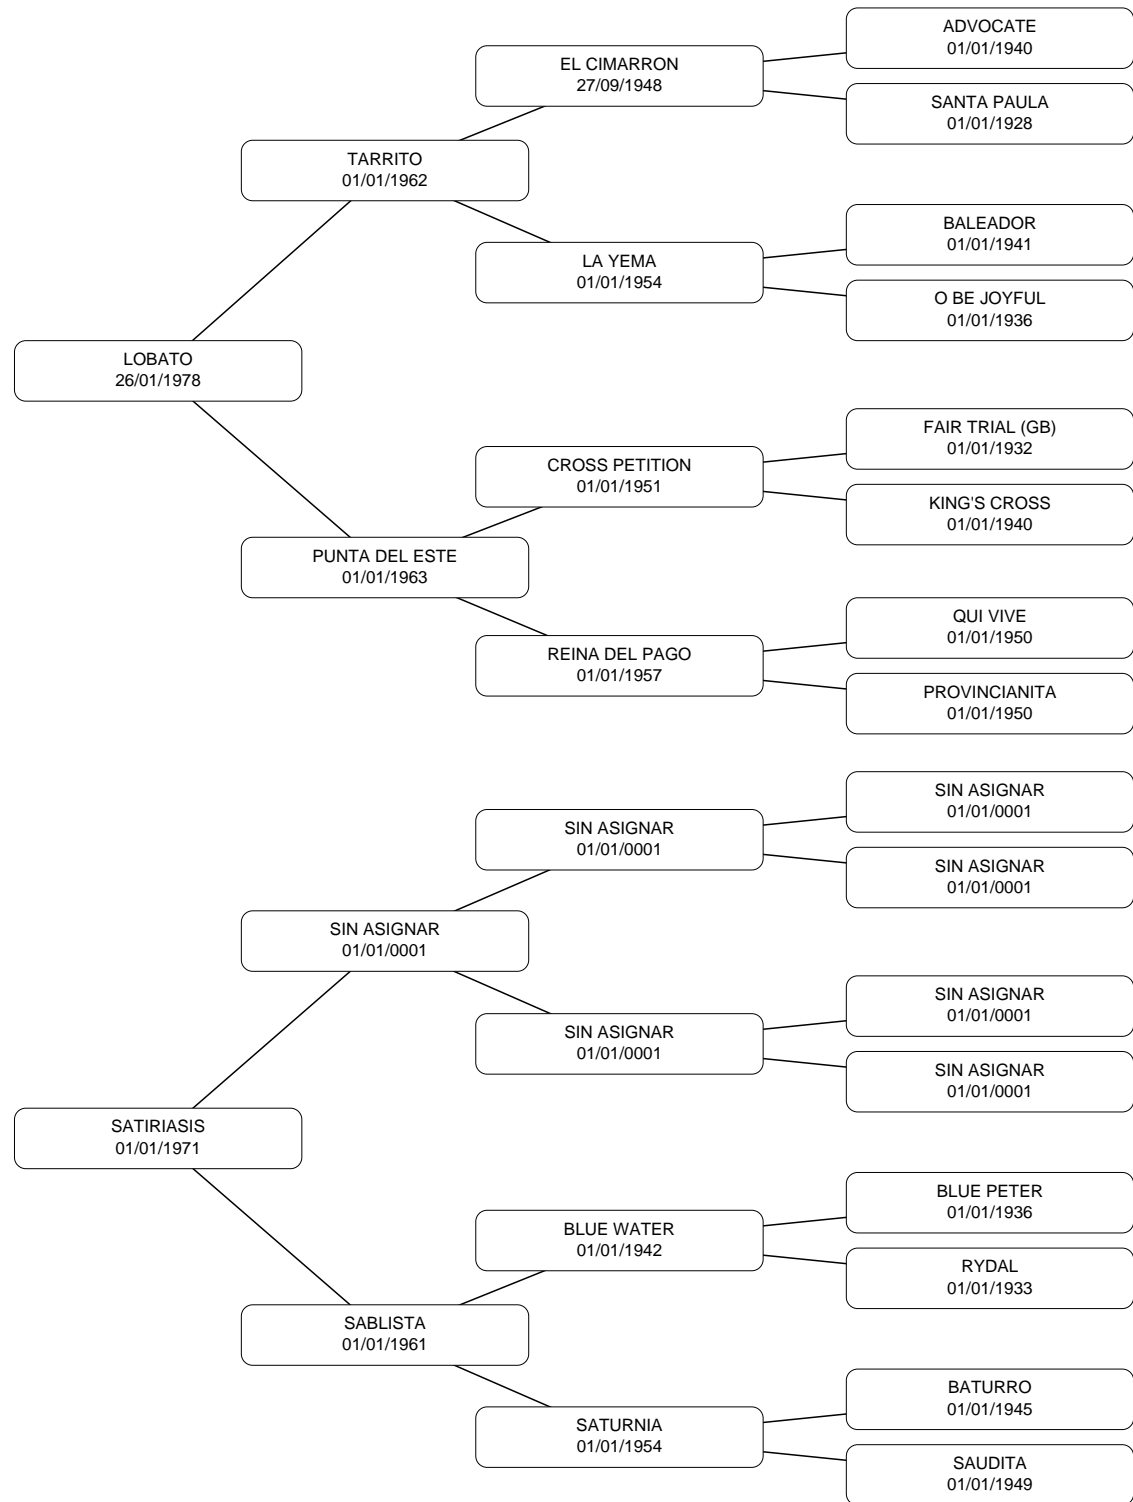 ADVOCATE
01/01/1940
EL CIMARRON
27/09/1948
SANTA PAULA
01/01/1928
TARRITO
01/01/1962
BALEADOR
01/01/1941
LA YEMA
01/01/1954
O BE JOYFUL
01/01/1936
LOBATO
26/01/1978
FAIR TRIAL (GB)
01/01/1932
CROSS PETITION
01/01/1951
KING'S CROSS
01/01/1940
PUNTA DEL ESTE
01/01/1963
QUI VIVE
01/01/1950
REINA DEL PAGO
01/01/1957
PROVINCIANITA
01/01/1950
SIN ASIGNAR
01/01/0001
SIN ASIGNAR
01/01/0001
SIN ASIGNAR
01/01/0001
SIN ASIGNAR
01/01/0001
SIN ASIGNAR
01/01/0001
SIN ASIGNAR
01/01/0001
SIN ASIGNAR
01/01/0001
SATIRIASIS
01/01/1971
BLUE PETER
01/01/1936
BLUE WATER
01/01/1942
RYDAL
01/01/1933
SABLISTA
01/01/1961
BATURRO
01/01/1945
SATURNIA
01/01/1954
SAUDITA
01/01/1949